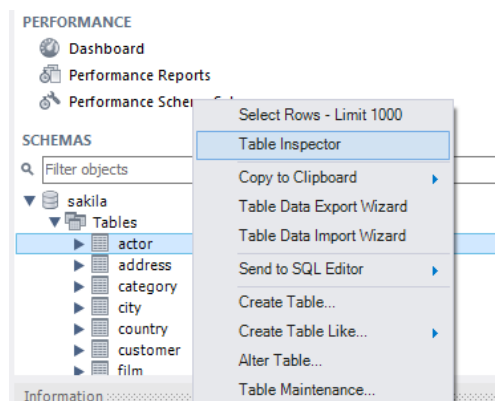 PERFORMANCE
Dashboard
Performance Reports
Performance Schem
SCHEMAS
Filter objects
sakila
Tables
actor
address
category
city
country
customer
film
Information
Select Rows - Limit 1000
Table Inspector
Copy to Clipboard
Table Data Export Wizard
Table Data Import Wizard
Send to SQL Editor
Create Table...
Create Table Like...
Alter Table...
Table Maintenance...